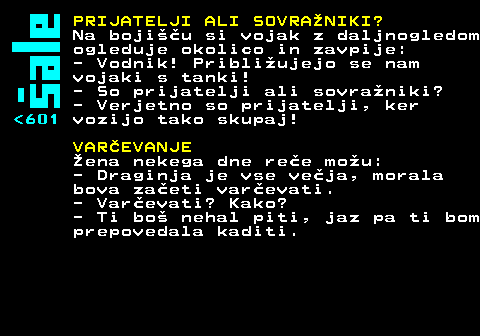 Šale
<601
PRIJATELJI ALI SOVRAŽNIKI?
Na bojišču si vojak z daljnogledom
ogleduje okolico in zavpije:
- Vodnik! Približujejo se nam
vojaki s tanki!
- So prijatelji ali sovražniki?
- Verjetno so prijatelji, ker
vozijo tako skupaj!
VARČEVANJE
Žena nekega dne reče možu:
- Draginja je vse večja, morala
bova začeti varčevati.
- Varčevati? Kako?
- Ti boš nehal piti, jaz pa ti bom
prepovedala kaditi.